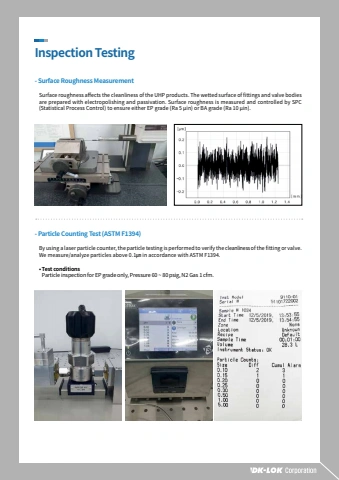 Inspection Testing
- Surface Roughness Measurement
Surface roughness affects the cleanliness of the UHP products. The wetted surface of fittings and valve bodies
are prepared with electropolishing and passivation. Surface roughness is measured and controlled by SPC
(Statistical Process Control) to ensure either EP grade (Ra 5 μin) or BA grade (Ra 10 μin).
[μm]
0.2
0.1
0.0
-0.1
-0.2
0.0 0.2 0.4 0.6 0.8 1.0 1.2 1.4
- Particle Counting Test (ASTM F1394)
By using a laser particle counter, the particle testing is performed to verify the cleanliness of the fitting or valve.
We measure/analyze particles above 0.1μm in accordance with ASTM F1394.
• Test conditions
Particle inspection for EP grade only, Pressure 60 ~ 80 psig, N2 Gas 1 cfm.
Inst Model
Serial #
Start Time 12/5/2019,
End Time 12/5/2019, 13:54:55
Zone None
Location Unknown
Recipe Default
Sample Time 00:01:00
Volume 28.3 L
Instrument Status: OK
Particle Counts:
Size Diff Cumul Alarm
0.10 2 3
0.15 1 1
0.20 0 0
0.25 0 0
0.30 0 0
0.50 0 0
1.00 0 0
5.00 0 0
DK-LOK Corporation